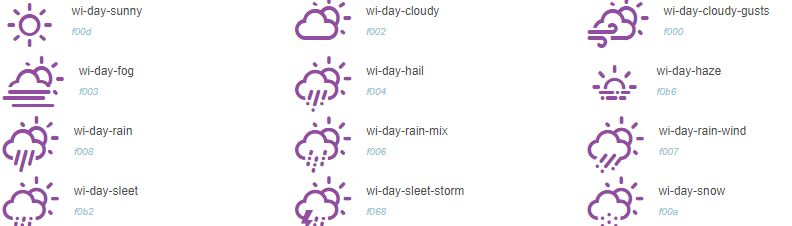 wi-day-sunny
f00d
wi-day-cloudy
f002
wi-day-cloudy-gusts
f000
wi-day-fog
f003
wi-day-hail
f004
wi-day-haze
f0b6
wi-day-rain
f008
wi-day-rain-mix
f006
wi-day-rain-wind
f007
wi-day-sleet
f0b2
wi-day-sleet-storm
f068
wi-day-snow
f00a